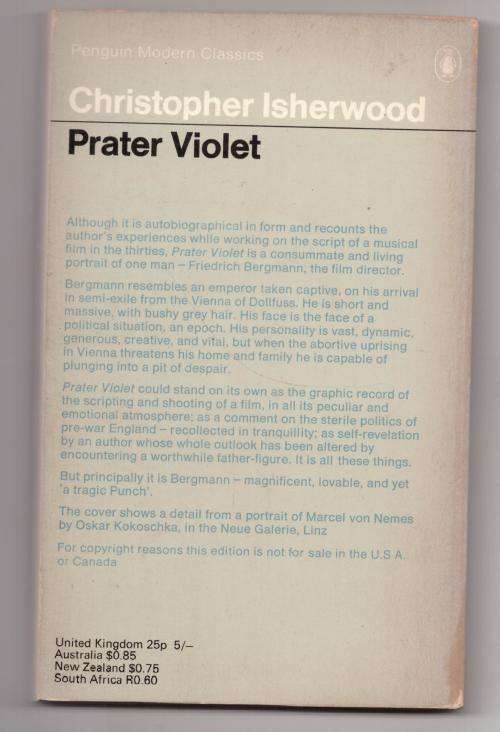 Penguin Modern Classics
Christopher Isherwood
Prater Violet
Although it is autobiographical in form and recounts the
author's experiences while working on the script of a musical
film in the thirties, Prater Violet is a consummate and living
portrait of one man – Friedrich Bergmann, the film director.
Bergmann resembles an emperor taken captive, on his arrival
in semi-exile from the Vienna of Dollfuss. He is short and
massive, with bushy grey hair. His face is the face of a
political situation, an epoch. His personality is vast, dynamic,
generous, creative, and vital, but when the abortive uprising
in Vienna threatens his home and family he is capable of
plunging into a pit of despair.
Prater Violet could stand on its own as the graphic record of
the scripting and shooting of a film, in all its peculiar and
emotional atmosphere; as a comment on the sterile politics of
pre-war England – recollected in tranquillity; as self-revelation
by an author whose whole outlook has been altered by
encountering a worthwhile father-figure. It is all these things.
But principally it is Bergmann – magnificent, lovable, and yet
'a tragic Punch'.
The cover shows a detail from a portrait of Marcel von Nemes
by Oskar Kokoschka, in the Neue Galerie, Linz
For copyright reasons this edition is not for sale in the U.S.A.
or Canada
United Kingdom 25p 5/–
Australia $0.85
New Zealand $0.75
South Africa R0.60